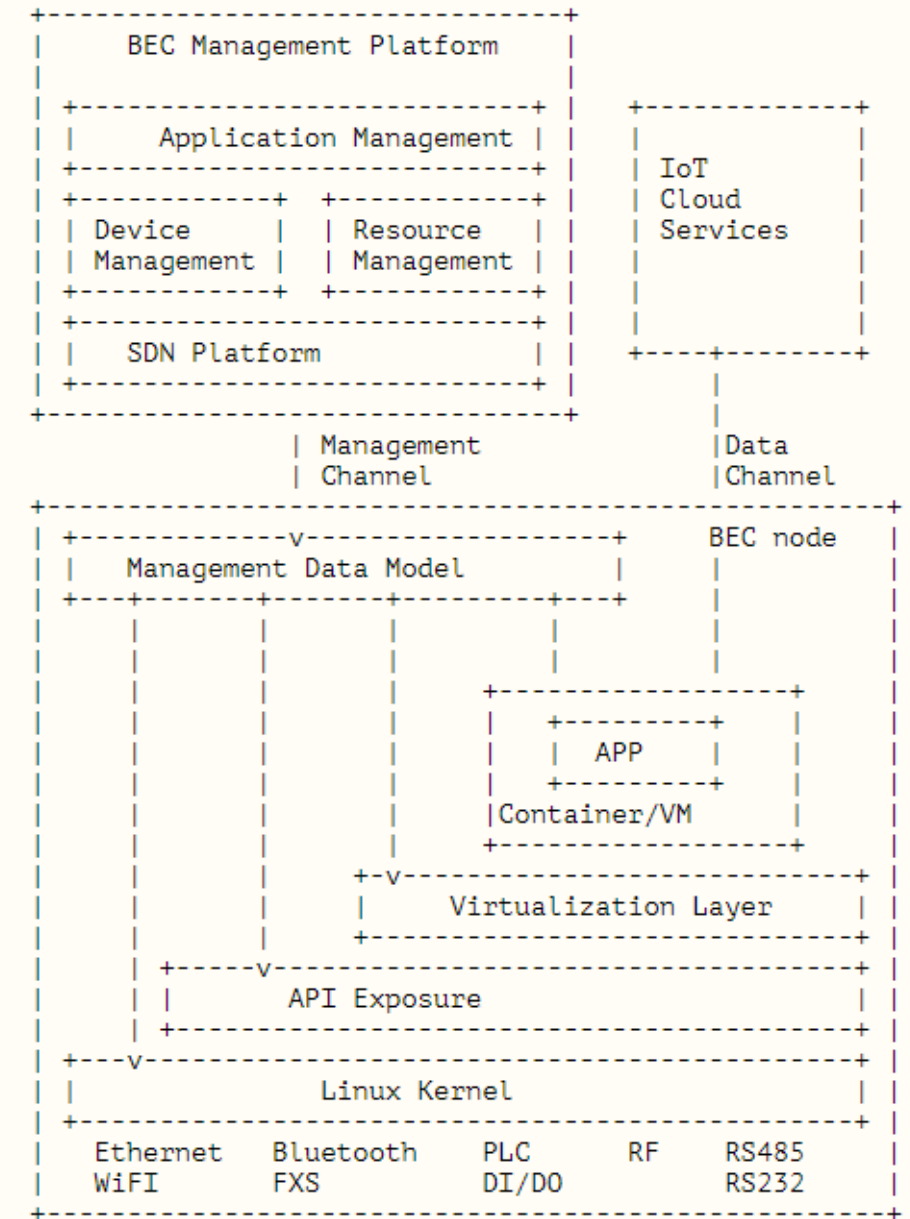 BEC Management Platform
Application Management
IoT
Cloud
Services
Device
Management
Resource
Management
SDN Platform
Management
Channel
Data
Channel
BEC node
Management Data Model
APP
Container/VM
Virtualization Layer
API Exposure
Linux Kernel
Ethernet Bluetooth PLC RF RS485
WiFI FXS DI/DO RS232